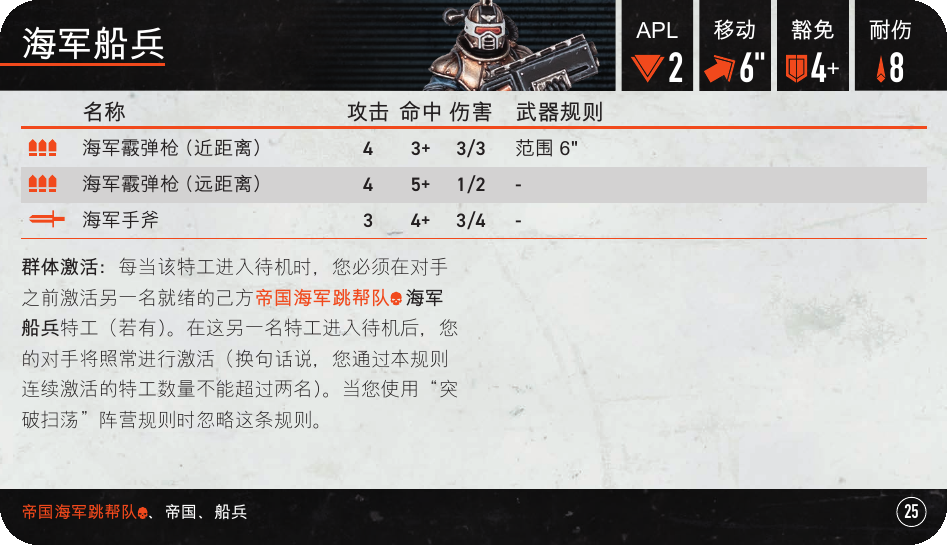 海军船兵
APL 移动 豁免 耐伤
2 6" 4+ 8
名称 攻击 命中 伤害 武器规则
海军霰弹枪（近距离） 4 3+ 3/3 范围 6"
海军霰弹枪（远距离） 4 5+ 1/2 -
海军手斧 3 4+ 3/4 -
群体激活：每当该特工进入待机时，您必须在对手
之前激活另一名就绪的己方帝国海军跳帮队海军
船兵特工（若有）。在这另一名特工进入待机后，您
的对手将照常进行激活（换句话说，您通过本规则
连续激活的特工数量不能超过两名）。当您使用“突
破扫荡”阵营规则时忽略这条规则。
帝国海军跳帮队、帝国、船兵
25